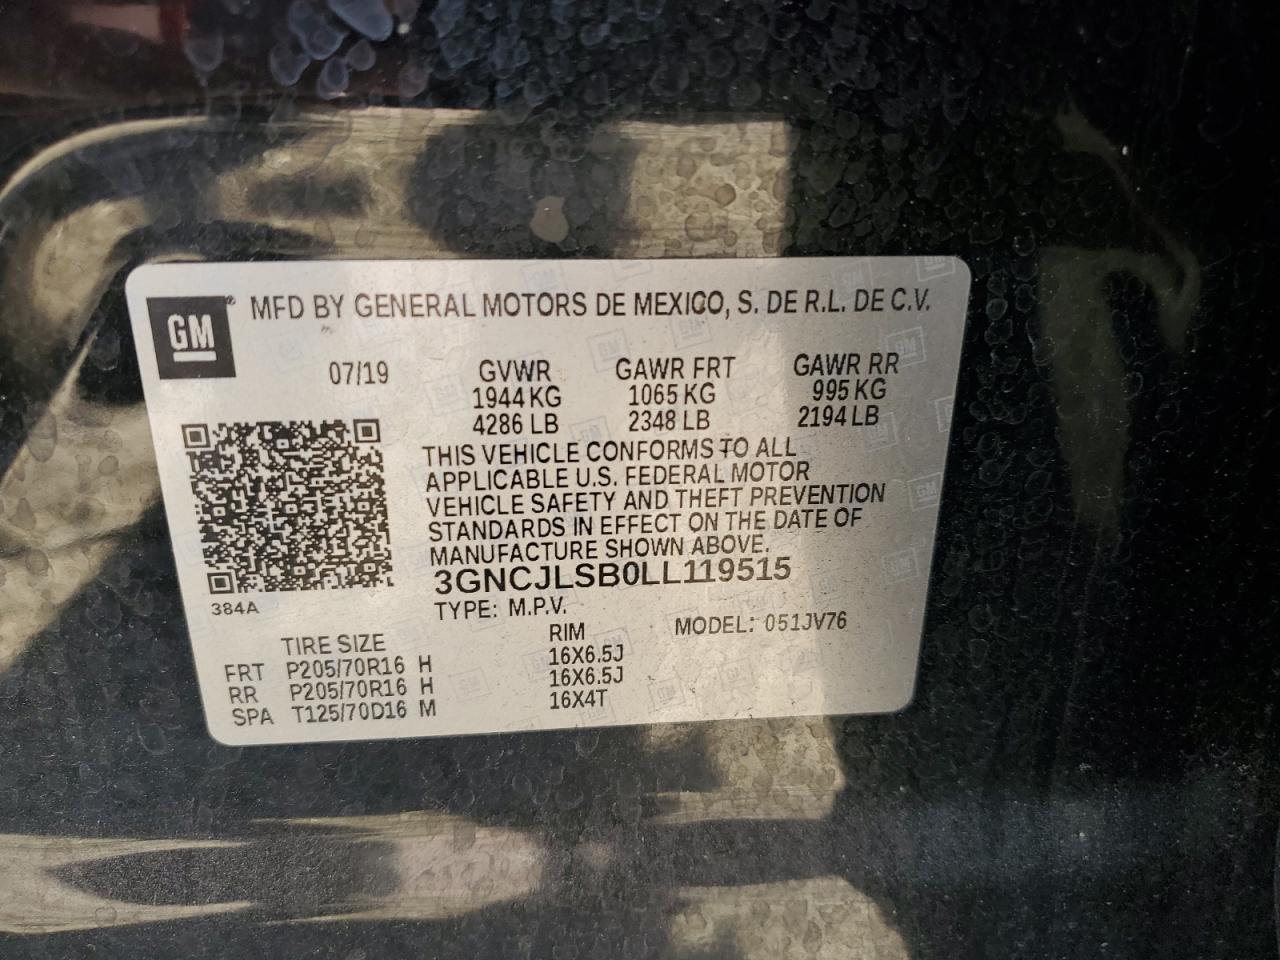 GM
MFD BY GENERAL MOTORS DE MEXICO, S. DE R.L. DE C.V.
07/19 GVWR GAWR FRT GAWR RR
1944 KG 1065 KG 995 KG
4286 LB 2348 LB 2194 LB
THIS VEHICLE CONFORMS TO ALL
APPLICABLE U.S. FEDERAL MOTOR
VEHICLE SAFETY AND THEFT PREVENTION
STANDARDS IN EFFECT ON THE DATE OF
MANUFACTURE SHOWN ABOVE.
3GNCJLSB0LL119515
384A
TYPE: M.P.V. MODEL: 051JV76
TIRE SIZE RIM
FRT P205/70R16 H 16X6.5J
RR P205/70R16 H 16X6.5J
SPA T125/70D16 M 16X4T